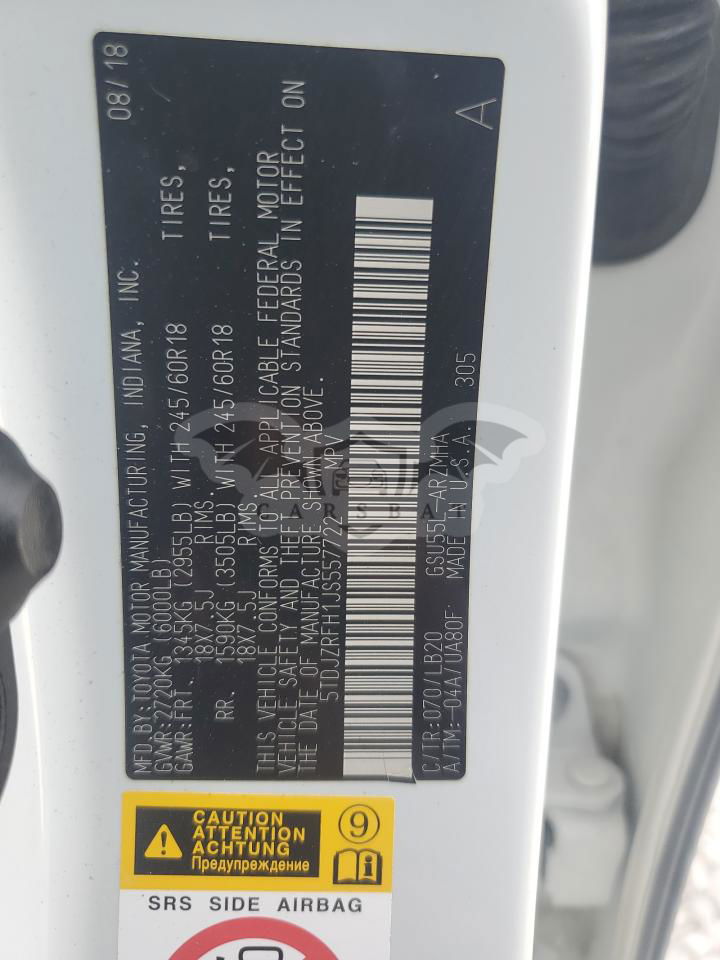 MFD.BY:TOYOTA MOTOR MANUFACTURING, INDIANA, INC. 08/18
GVWR:2720KG (6000LB)
GAWR:FRT. 1345KG (2955LB) WITH 245/60R18 TIRES,
18X7.5J RIMS.
RR. 1590KG (3505LB) WITH 245/60R18 TIRES,
18X7.5J RIMS.
THIS VEHICLE CONFORMS TO ALL APPLICABLE FEDERAL MOTOR
VEHICLE SAFETY AND THEFT PREVENTION STANDARDS IN EFFECT ON
THE DATE OF MANUFACTURE SHOWN ABOVE.
5TDJZRFH1JS557722 MPV
C/TR:070/LB20 GSU55L-ARZMHA A
A/TM:-04A/UA80F MADE IN U.S.A. 305
CARSBAT
CAUTION
ATTENTION
ACHTUNG
Предупреждение
9
i
SRS SIDE AIRBAG